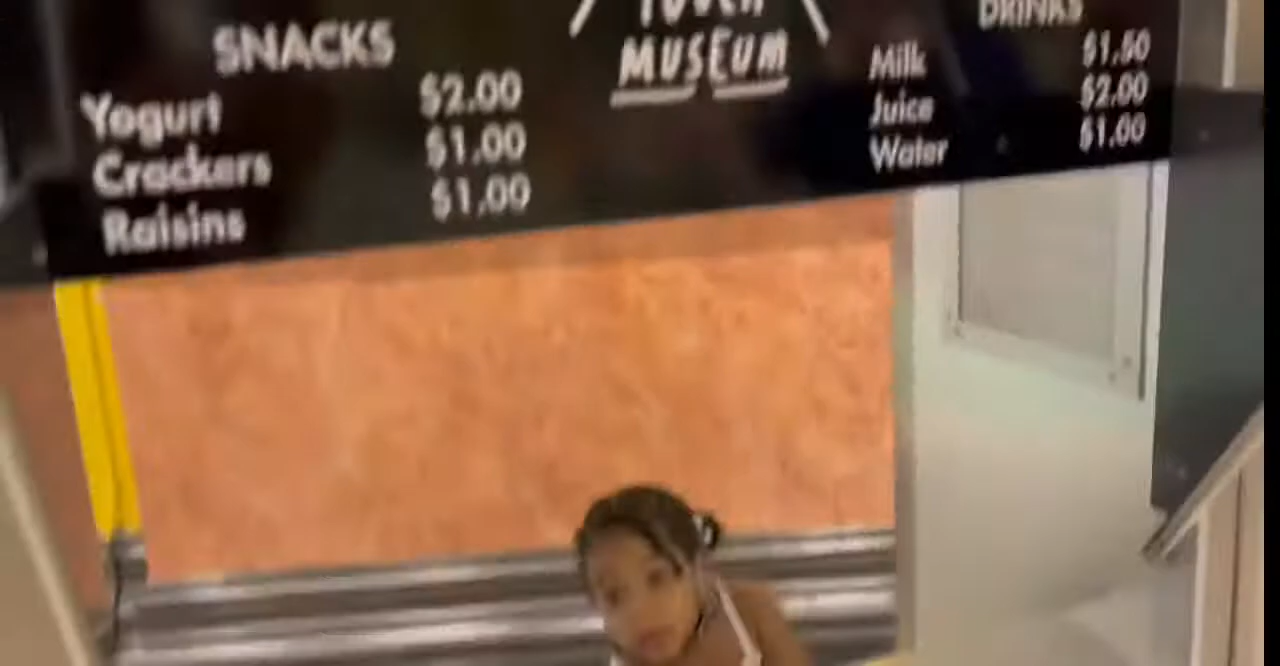 SNACKS
Yogurt $2.00
Crackers $1.00
Raisins $1.00
TOUCH
MUSEUM
DRINKS
Milk $1.50
Juice $2.00
Water $1.00